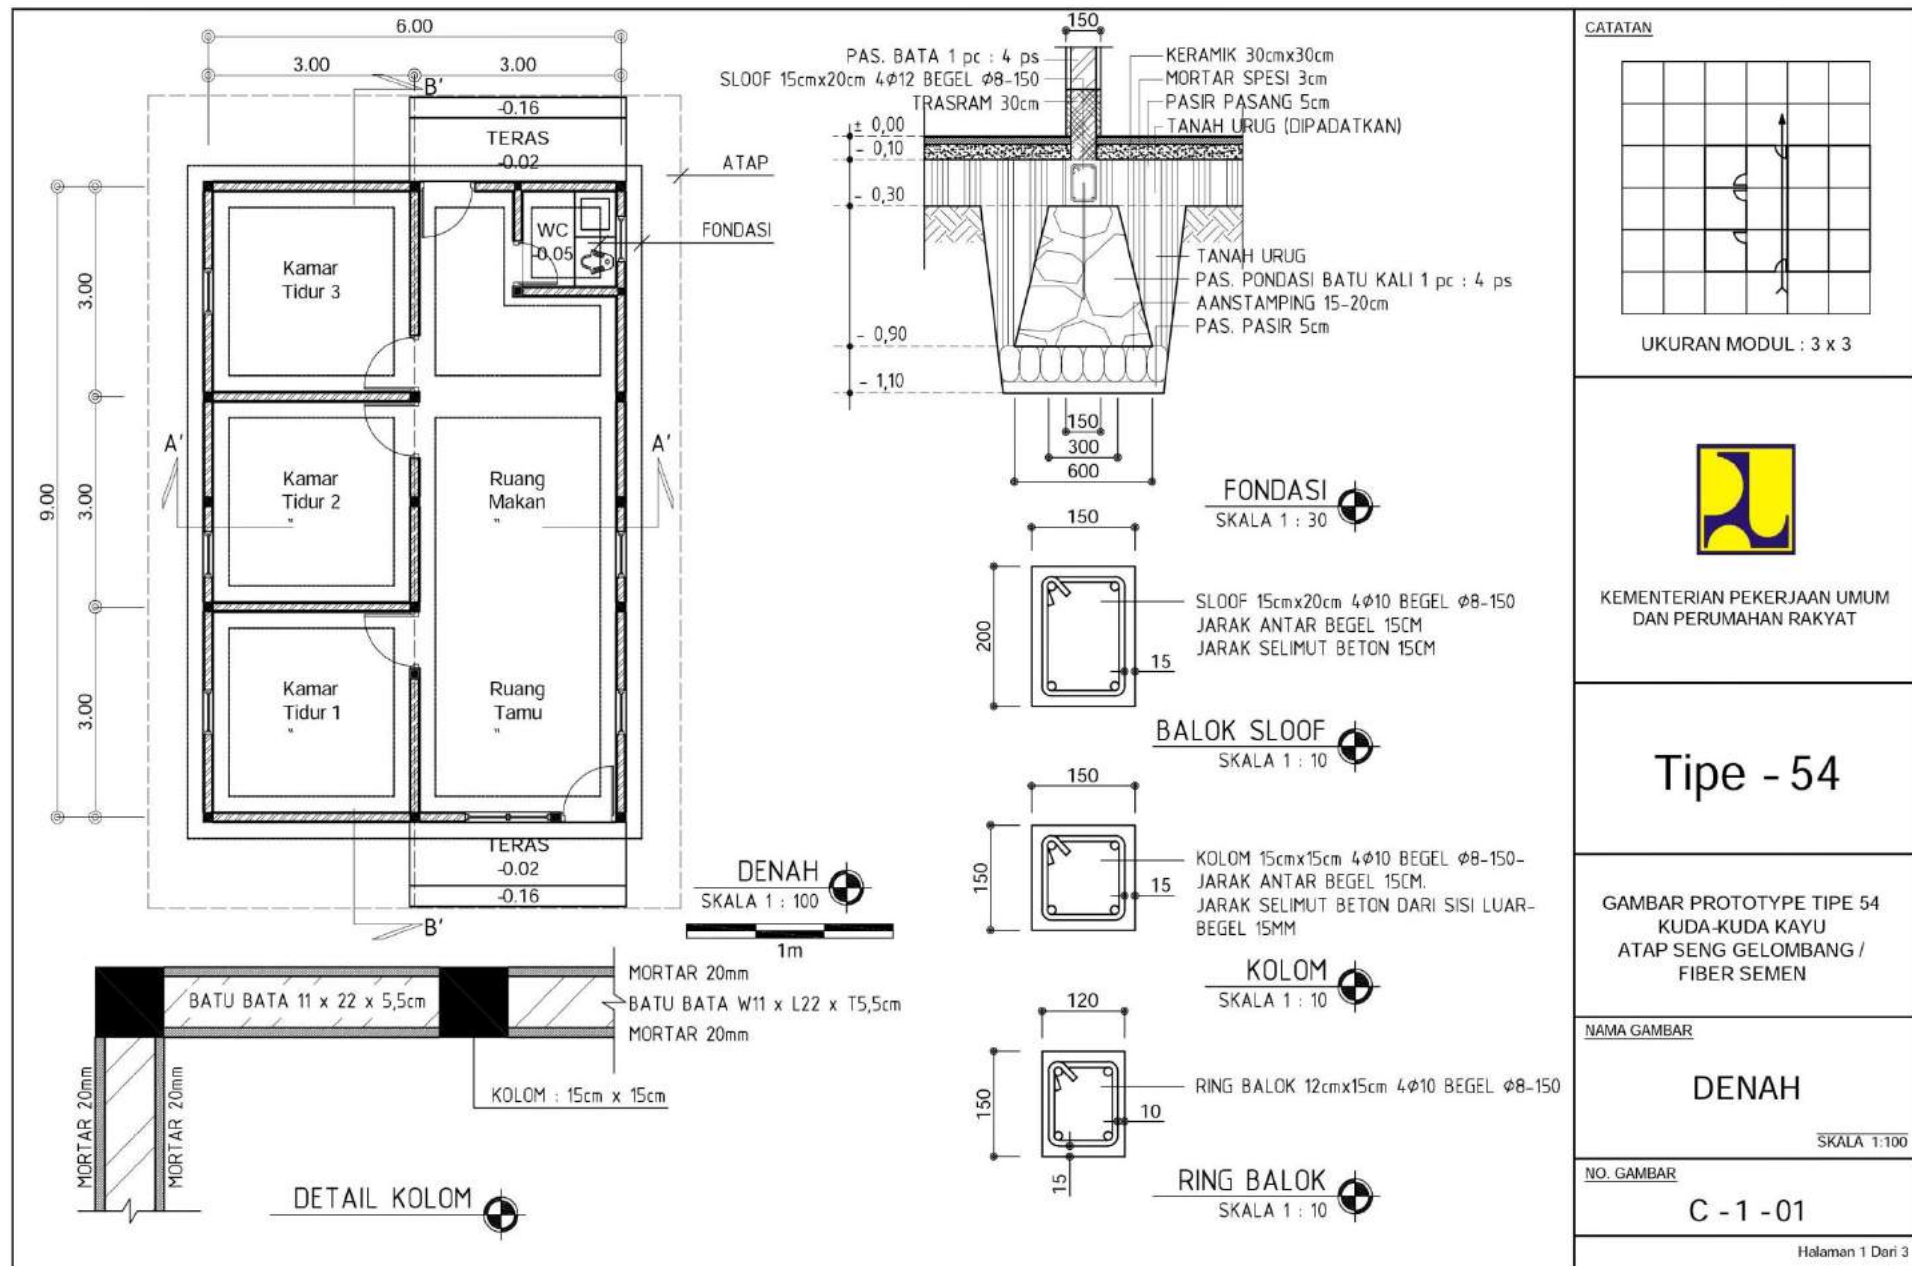 6.00
3.00
3.00
B'
-0.16
TERAS
-0.02
ATAP
FONDASI
WC
-0.05
Kamar
Tidur 3
3.00
9.00
3.00
3.00
A'
A'
Kamar
Tidur 2
"
Ruang
Makan
"
Kamar
Tidur 1
"
Ruang
Tamu
"
TERAS
-0.02
-0.16
B'
DENAH
SKALA 1 : 100
1m
BATU BATA 11 x 22 x 5,5cm
MORTAR 20mm
BATU BATA W11 x L22 x T5,5cm
MORTAR 20mm
KOLOM : 15cm x 15cm
MORTAR 20mm
MORTAR 20mm
DETAIL KOLOM
150
PAS. BATA 1 pc : 4 ps
SLOOF 15cmx20cm 4ϕ12 BEGEL ϕ8-150
TRASRAM 30cm
KERAMIK 30cmx30cm
MORTAR SPESI 3cm
PASIR PASANG 5cm
TANAH URUG (DIPADATKAN)
± 0,00
- 0,10
- 0,30
- 0,90
- 1,10
TANAH URUG
PAS. PONDASI BATU KALI 1 pc : 4 ps
AANSTAMPING 15-20cm
PAS. PASIR 5cm
150
300
600
FONDASI
SKALA 1 : 30
150
200
15
SLOOF 15cmx20cm 4ϕ10 BEGEL ϕ8-150
JARAK ANTAR BEGEL 15CM
JARAK SELIMUT BETON 15CM
BALOK SLOOF
SKALA 1 : 10
150
150
15
KOLOM 15cmx15cm 4ϕ10 BEGEL ϕ8-150-
JARAK ANTAR BEGEL 15CM.
JARAK SELIMUT BETON DARI SISI LUAR-
BEGEL 15MM
KOLOM
SKALA 1 : 10
120
150
10
15
RING BALOK 12cmx15cm 4ϕ10 BEGEL ϕ8-150
RING BALOK
SKALA 1 : 10
CATATAN
UKURAN MODUL : 3 x 3
KEMENTERIAN PEKERJAAN UMUM
DAN PERUMAHAN RAKYAT
Tipe - 54
GAMBAR PROTOTYPE TIPE 54
KUDA-KUDA KAYU
ATAP SENG GELOMBANG /
FIBER SEMEN
NAMA GAMBAR
DENAH
SKALA 1:100
NO. GAMBAR
C - 1 - 01
Halaman 1 Dari 3